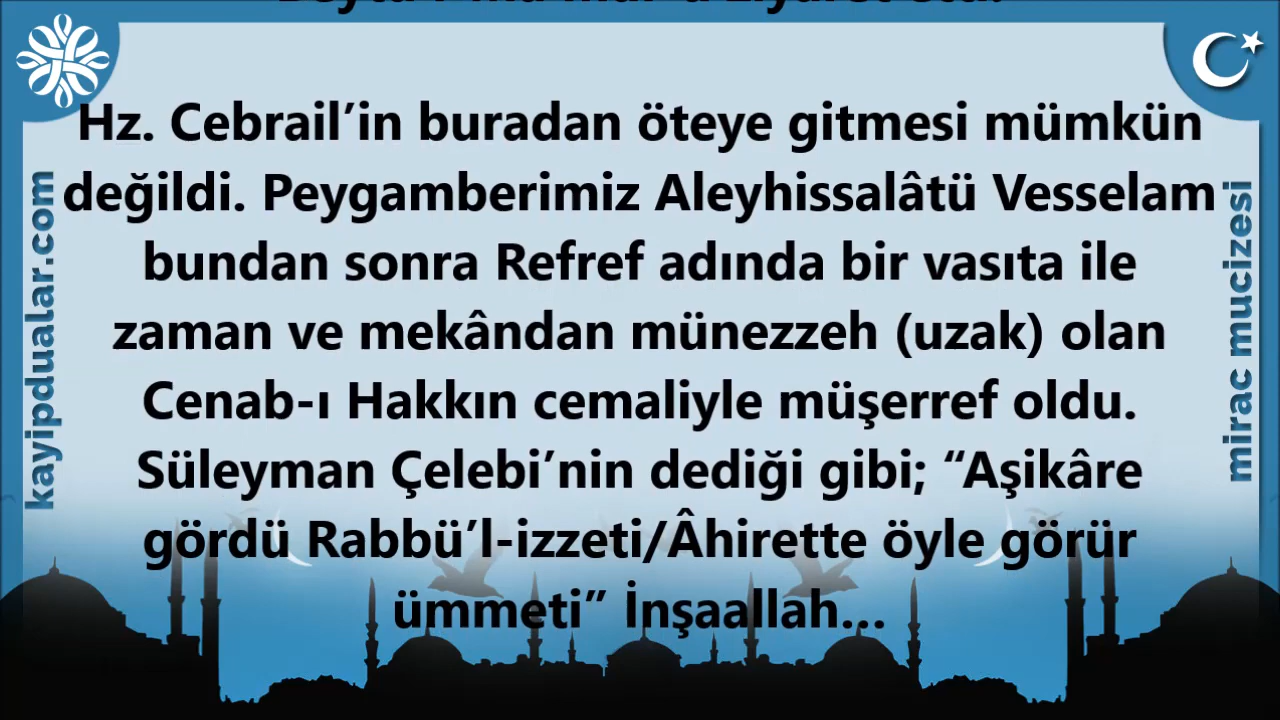 Hz. Cebrail’in buradan öteye gitmesi mümkün
değildi. Peygamberimiz Aleyhissalâtü Vesselam
bundan sonra Refref adında bir vasıta ile
zaman ve mekândan münezzeh (uzak) olan
Cenab-ı Hakkın cemaliyle müşerref oldu.
Süleyman Çelebi’nin dediği gibi; “Aşikâre
gördü Rabbü’l-izzeti/Âhirette öyle görür
ümmeti” İnşaallah...
kayipdualar.com
mirac mucizesi